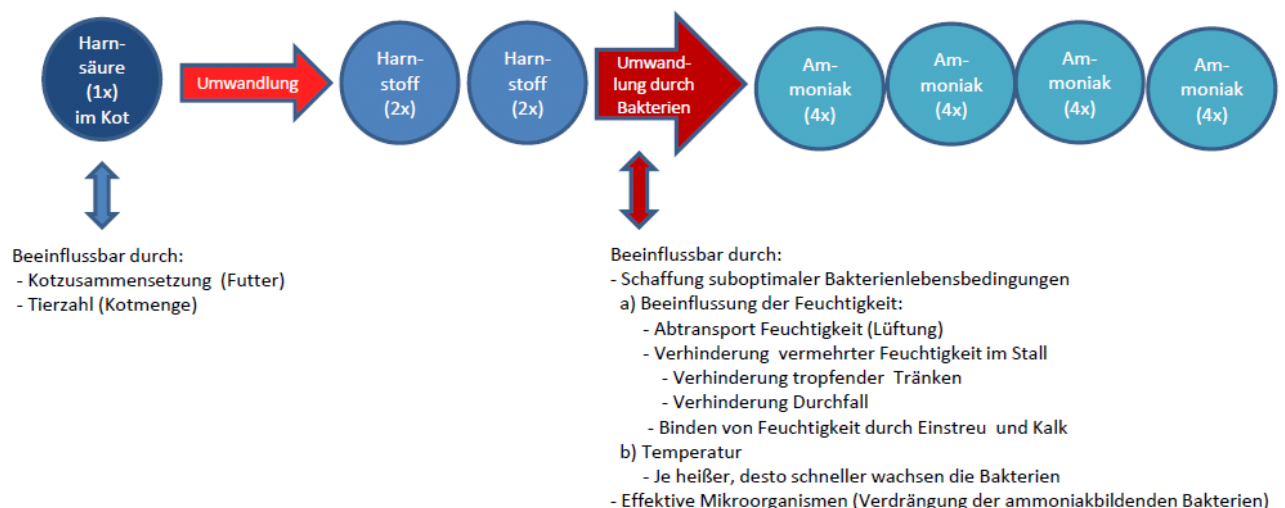 Harn-
säure
(1x)
im Kot
Umwandlung
Harn-
stoff
(2x)
Harn-
stoff
(2x)
Umwand-
lung durch
Bakterien
Am-
moniak
(4x)
Am-
moniak
(4x)
Am-
moniak
(4x)
Am-
moniak
(4x)
Beeinflussbar durch:
- Kotzusammensetzung (Futter)
- Tierzahl (Kotmenge)
Beeinflussbar durch:
- Schaffung suboptimaler Bakterienlebensbedingungen
a) Beeinflussung der Feuchtigkeit:
- Abtransport Feuchtigkeit (Lüftung)
- Verhinderung vermehrter Feuchtigkeit im Stall
- Verhinderung tropfender Tränken
- Verhinderung Durchfall
- Binden von Feuchtigkeit durch Einstreu und Kalk
b) Temperatur
- Je heißer, desto schneller wachsen die Bakterien
- Effektive Mikroorganismen (Verdrängung der ammoniakbildenden Bakterien)